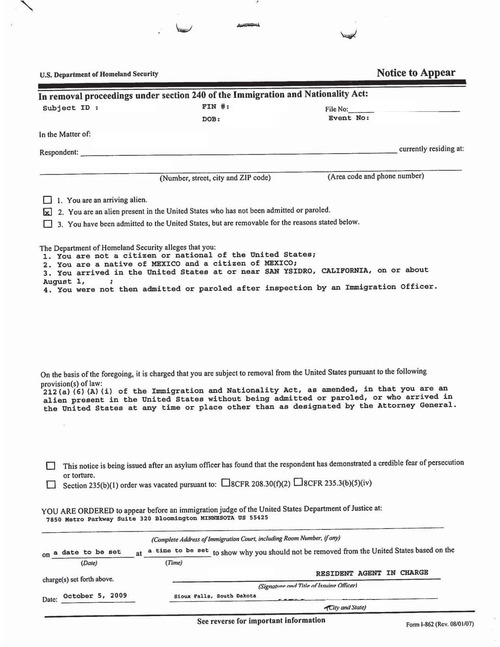 U.S. Department of Homeland Security
Notice to Appear
In removal proceedings under section 240 of the Immigration and Nationality Act:
Subject ID : FIN #: File No:
DOB: Event No:
In the Matter of:
Respondent: currently residing at:
(Number, street, city and ZIP code) (Area code and phone number)
1. You are an arriving alien.
x 2. You are an alien present in the United States who has not been admitted or paroled.
3. You have been admitted to the United States, but are removable for the reasons stated below.
The Department of Homeland Security alleges that you:
1. You are not a citizen or national of the United States;
2. You are a native of MEXICO and a citizen of MEXICO;
3. You arrived in the United States at or near SAN YSIDRO, CALIFORNIA, on or about
August 1, ;
4. You were not then admitted or paroled after inspection by an Immigration Officer.
On the basis of the foregoing, it is charged that you are subject to removal from the United States pursuant to the following
provision(s) of law:
212(a)(6)(A)(i) of the Immigration and Nationality Act, as amended, in that you are an
alien present in the United States without being admitted or paroled, or who arrived in
the United States at any time or place other than as designated by the Attorney General.
This notice is being issued after an asylum officer has found that the respondent has demonstrated a credible fear of persecution
or torture.
Section 235(b)(1) order was vacated pursuant to: 8CFR 208.30(f)(2) 8CFR 235.3(b)(5)(iv)
YOU ARE ORDERED to appear before an immigration judge of the United States Department of Justice at:
7850 Metro Parkway Suite 320 Bloomington MINNESOTA US 55425
(Complete Address of Immigration Court, including Room Number, if any)
on a date to be set at a time to be set to show why you should not be removed from the United States based on the
(Date) (Time)
charge(s) set forth above. RESIDENT AGENT IN CHARGE
(Signature and Title of Issuing Officer)
Date: October 5, 2009 Sioux Falls, South Dakota
(City and State)
See reverse for important information
Form I-862 (Rev. 08/01/07)